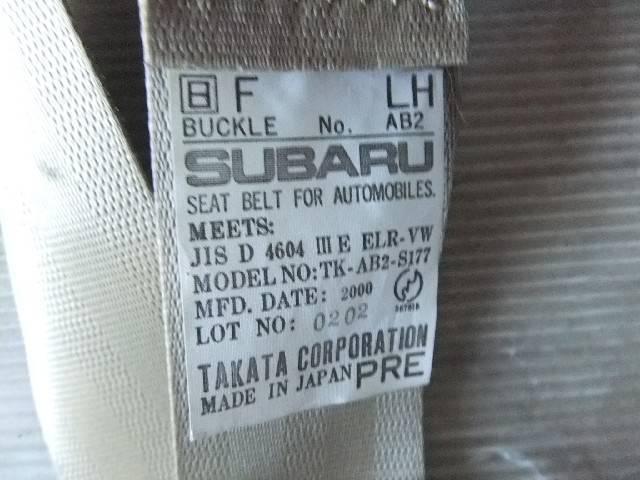 日 F LH
BUCKLE No. AB2
SUBARU
SEAT BELT FOR AUTOMOBILES.
MEETS:
JIS D 4604 III E ELR-VW
MODEL NO:TK-AB2-S177
MFD. DATE: 2000
LOT NO: 0202
TAKATA CORPORATION
MADE IN JAPAN PRE